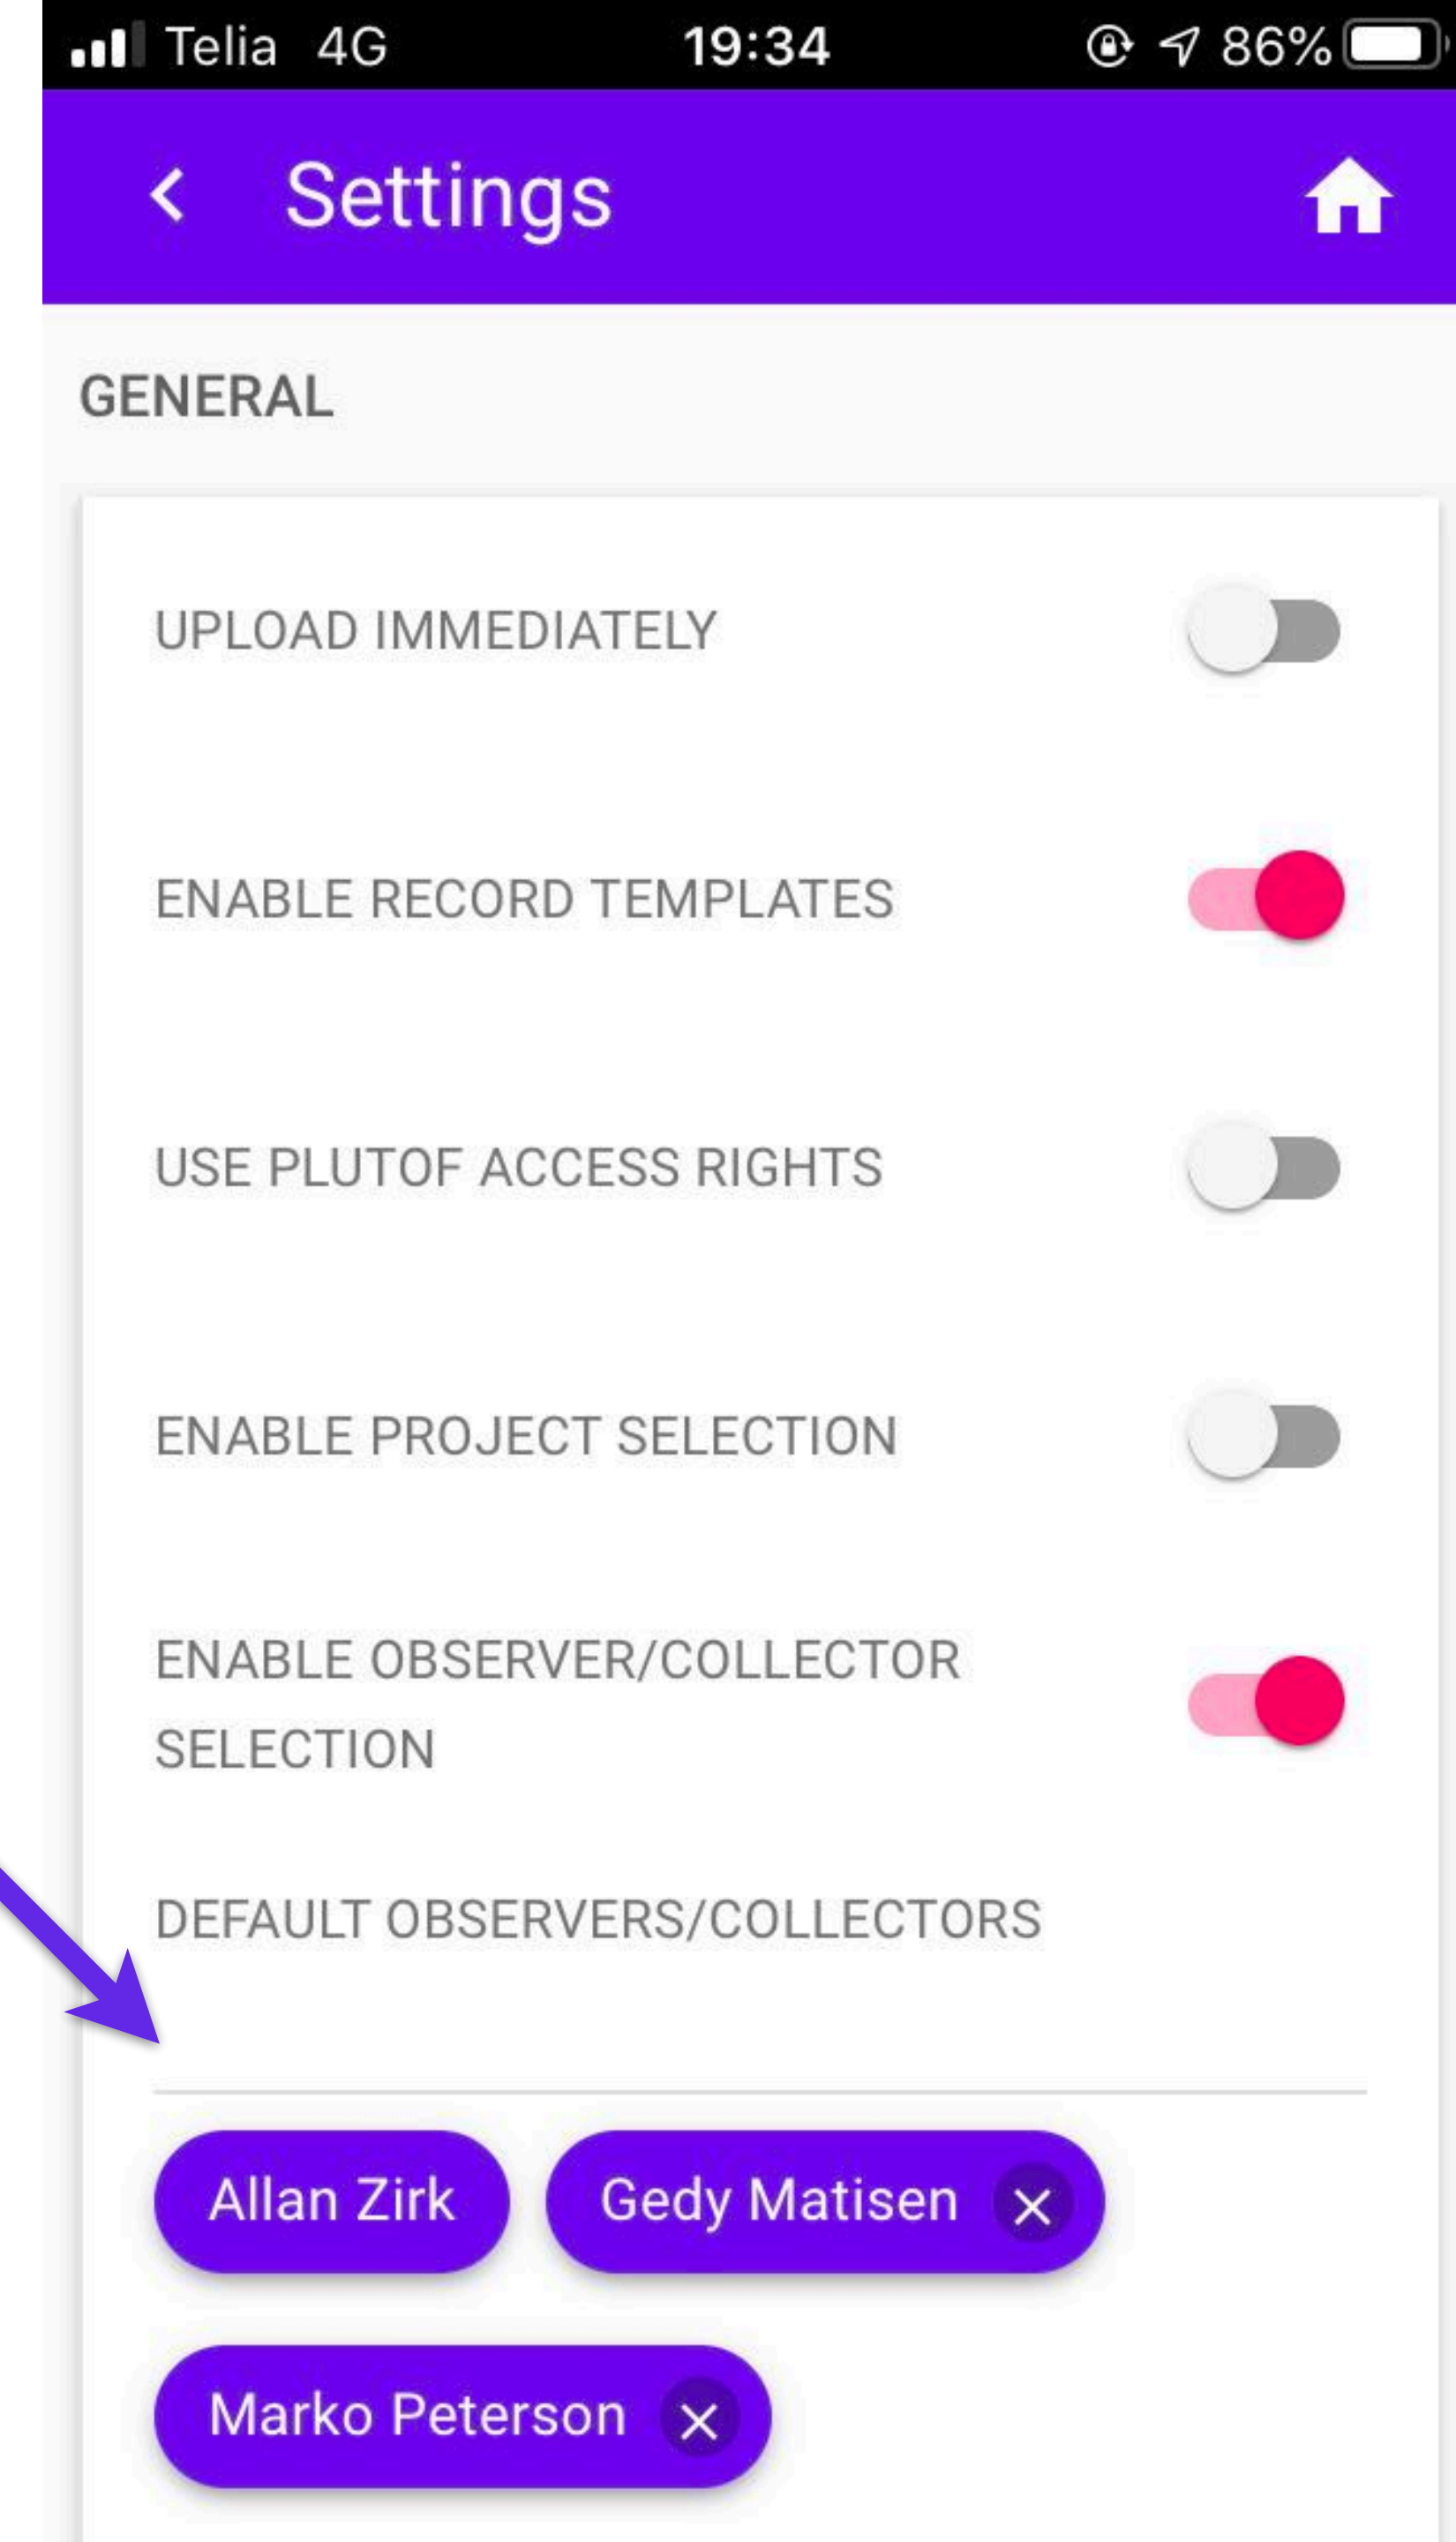 Telia 4G 19:34 86%
Settings
GENERAL
UPLOAD IMMEDIATELY
ENABLE RECORD TEMPLATES
USE PLUTOF ACCESS RIGHTS
ENABLE PROJECT SELECTION
ENABLE OBSERVER/COLLECTOR
SELECTION
DEFAULT OBSERVERS/COLLECTORS
Allan Zirk Gedy Matisen
Marko Peterson